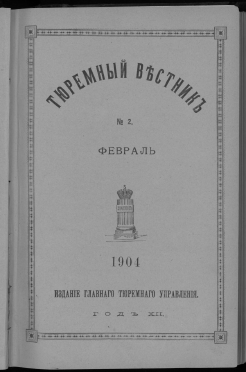 ТЮРЕМНЫЙ ВѢСТНИКЪ
№ 2.
ФЕВРАЛЬ
1904
ИЗДАНІЕ ГЛАВНАГО ТЮРЕМНАГО УПРАВЛЕНІЯ.
ГОДЪ XII.